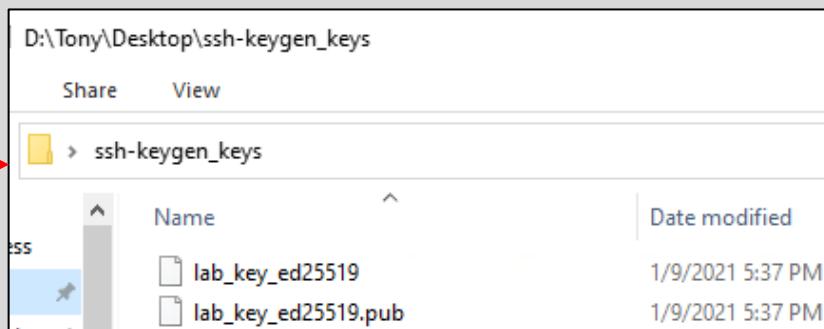 D:\Tony\Desktop\ssh-keygen_keys
Share View
ssh-keygen_keys
Name Date modified
lab_key_ed25519 1/9/2021 5:37 PM
lab_key_ed25519.pub 1/9/2021 5:37 PM